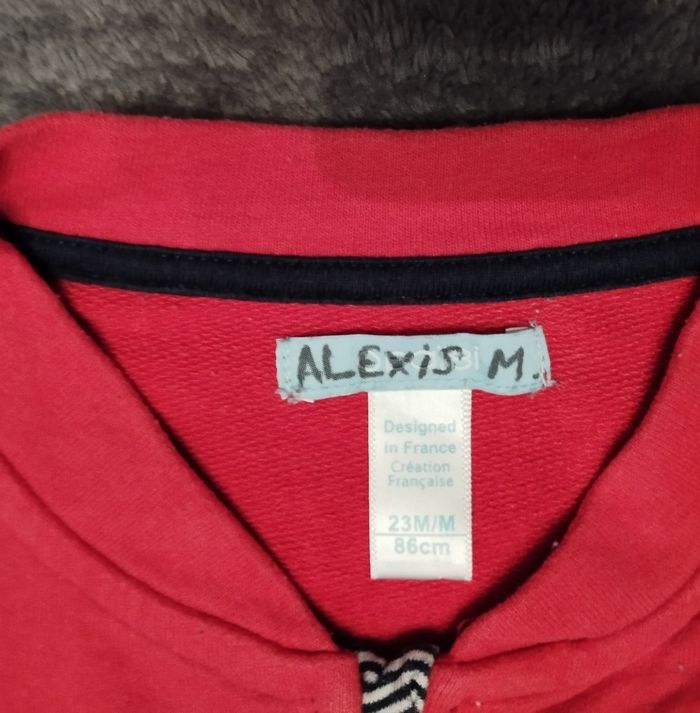 ALEXIS M.
Designed
in France
Création
Française
23M/M
86cm